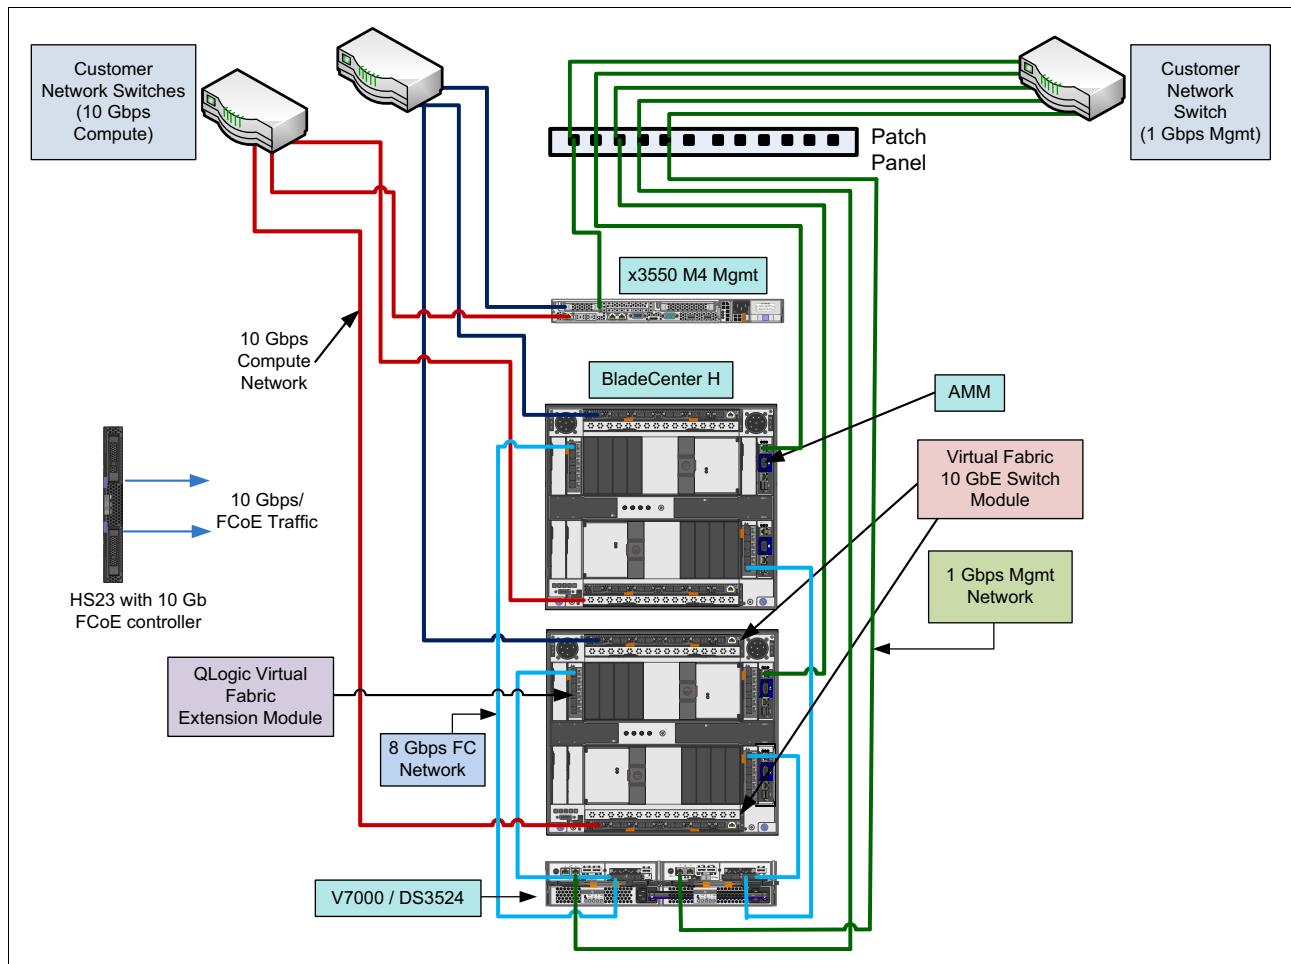 Customer
Network Switches
(10 Gbps
Compute)
Customer
Network
Switch
(1 Gbps Mgmt)
Patch
Panel
x3550 M4 Mgmt
10 Gbps
Compute
Network
BladeCenter H
AMM
Virtual Fabric
10 GbE Switch
Module
10 Gbps/
FCoE Traffic
1 Gbps Mgmt
Network
HS23 with 10 Gb
FCoE controller
QLogic Virtual
Fabric
Extension Module
8 Gbps FC
Network
V7000 / DS3524